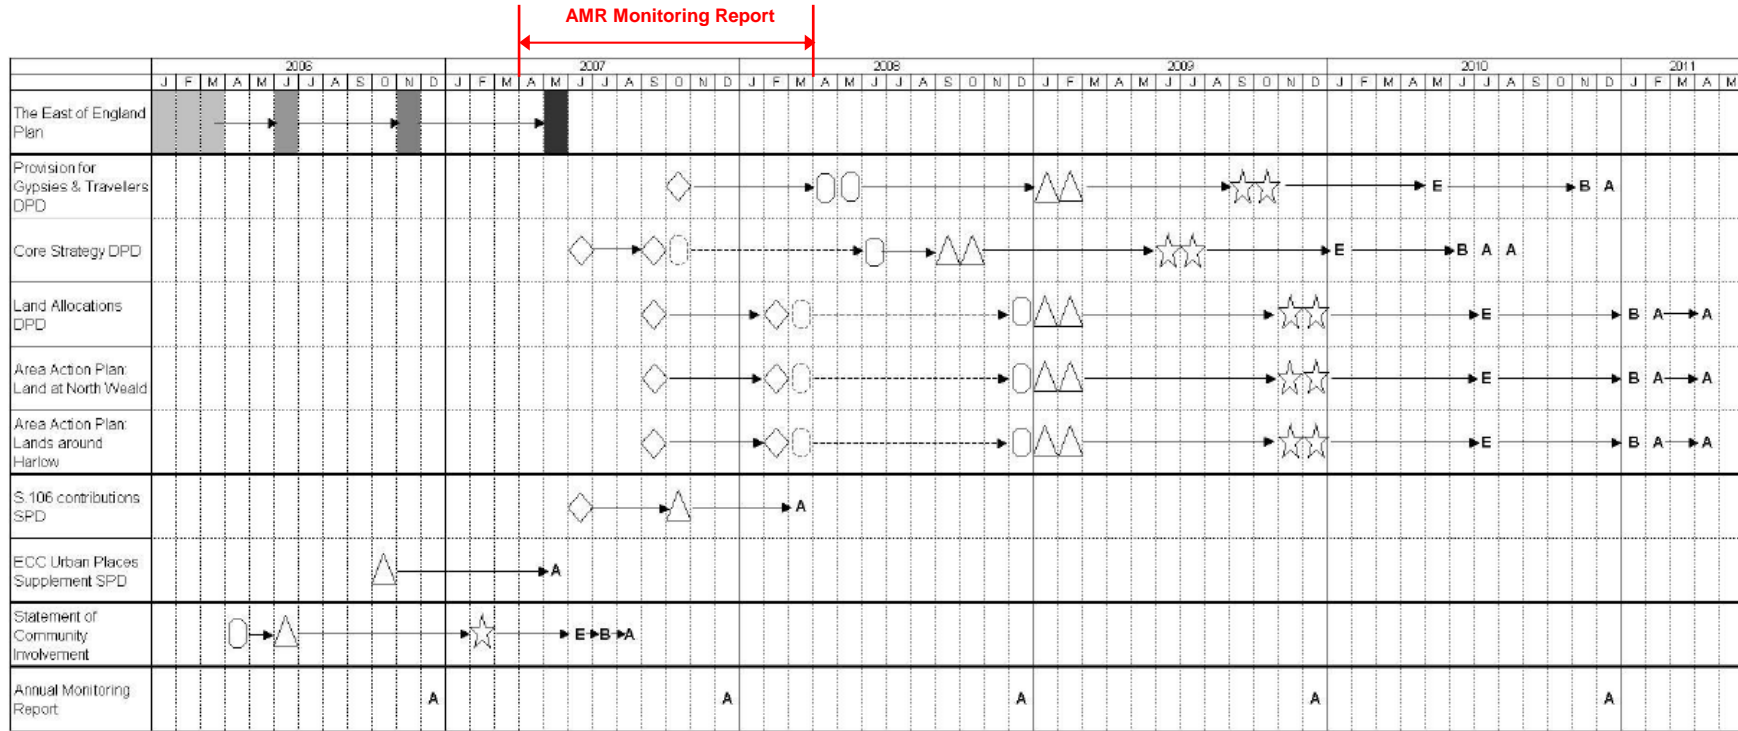 AMR Monitoring Report
2006 2007 2008 2009 2010 2011
J F M A M J J A S O N D J F M A M J J A S O N D J F M A M J J A S O N D J F M A M J J A S O N D J F M A M J J A S O N D J F M A M
The East of England
Plan
Provision for
Gypsies & Travellers
DPD
E B A
Core Strategy DPD
E B A A
Land Allocations
DPD
E B A A
Area Action Plan:
Land at North Weald
E B A A
Area Action Plan:
Lands around
Harlow
E B A A
S.106 contributions
SPD
A
ECC Urban Places
Supplement SPD
A
Statement of
Community
Involvement
E B A
Annual Monitoring
Report
A A A A A